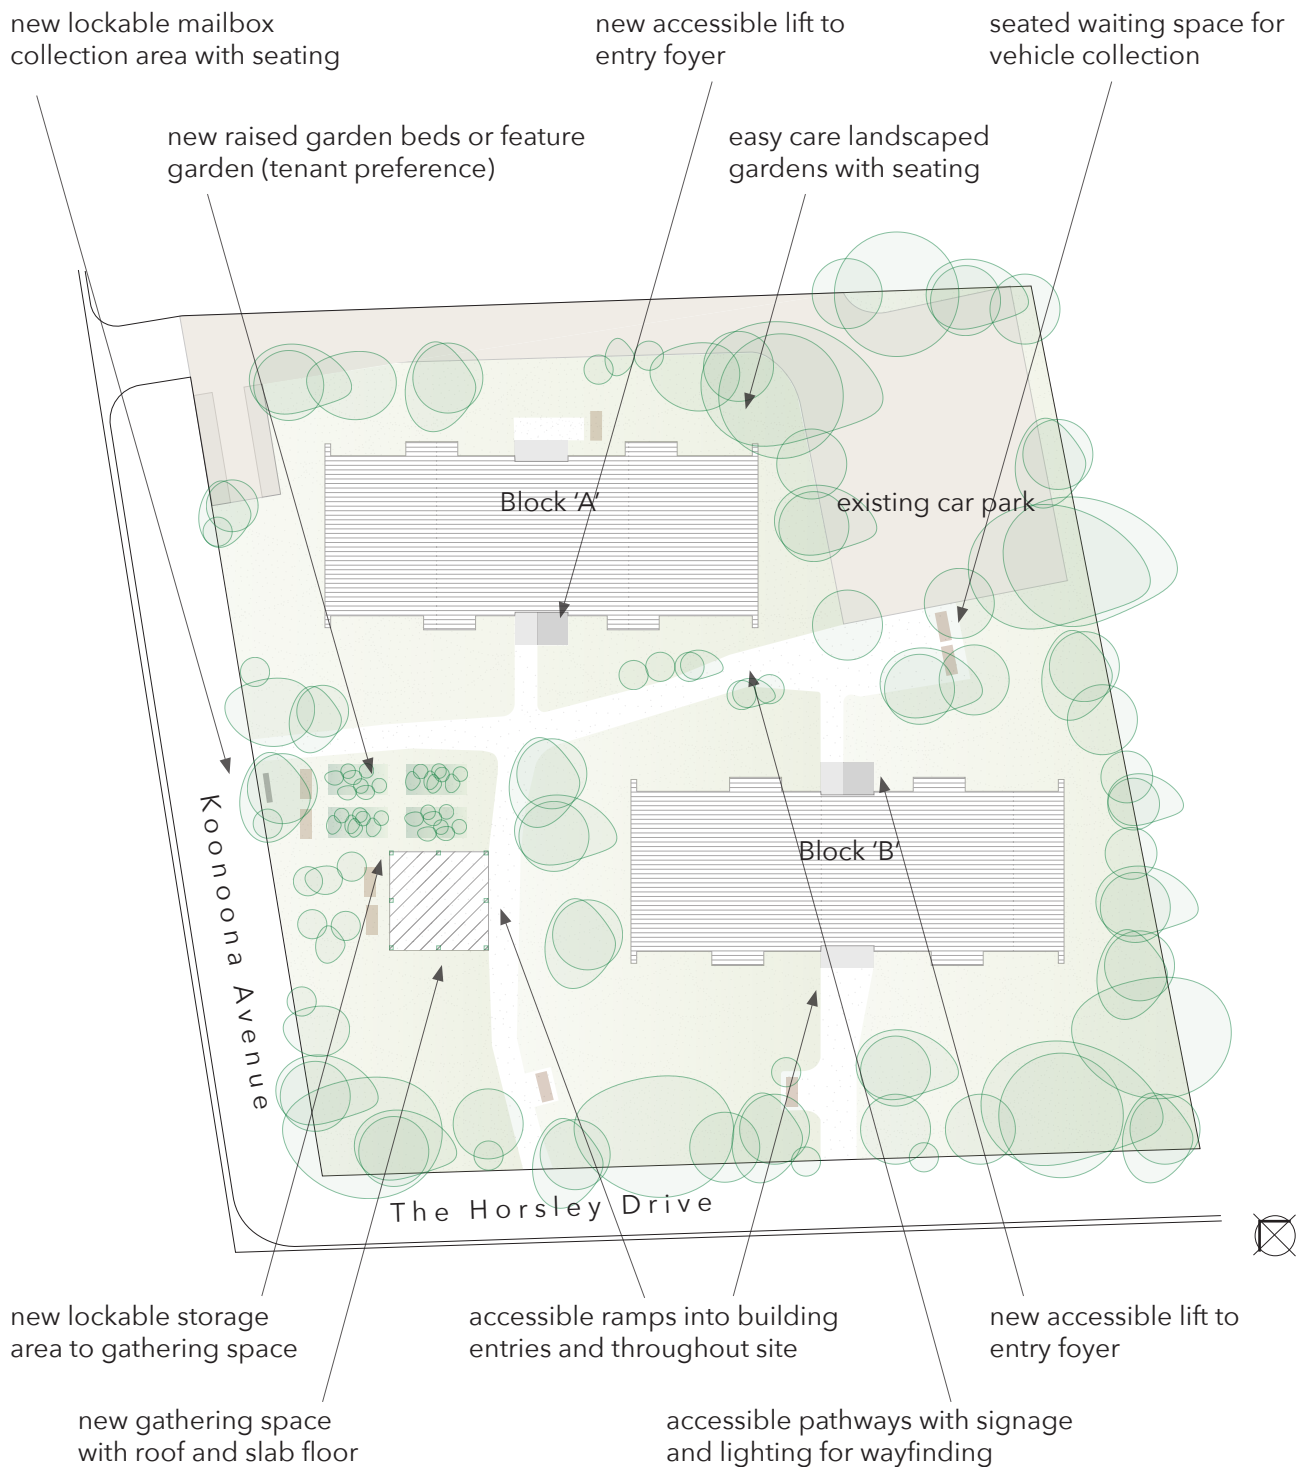 new lockable mailbox
collection area with seating
new accessible lift to
entry foyer
seated waiting space for
vehicle collection
new raised garden beds or feature
garden (tenant preference)
easy care landscaped
gardens with seating
Block ‘A’
existing car park
Block ‘B’
Koonoona Avenue
The Horsley Drive
new lockable storage
area to gathering space
accessible ramps into building
entries and throughout site
new accessible lift to
entry foyer
new gathering space
with roof and slab floor
accessible pathways with signage
and lighting for wayfinding